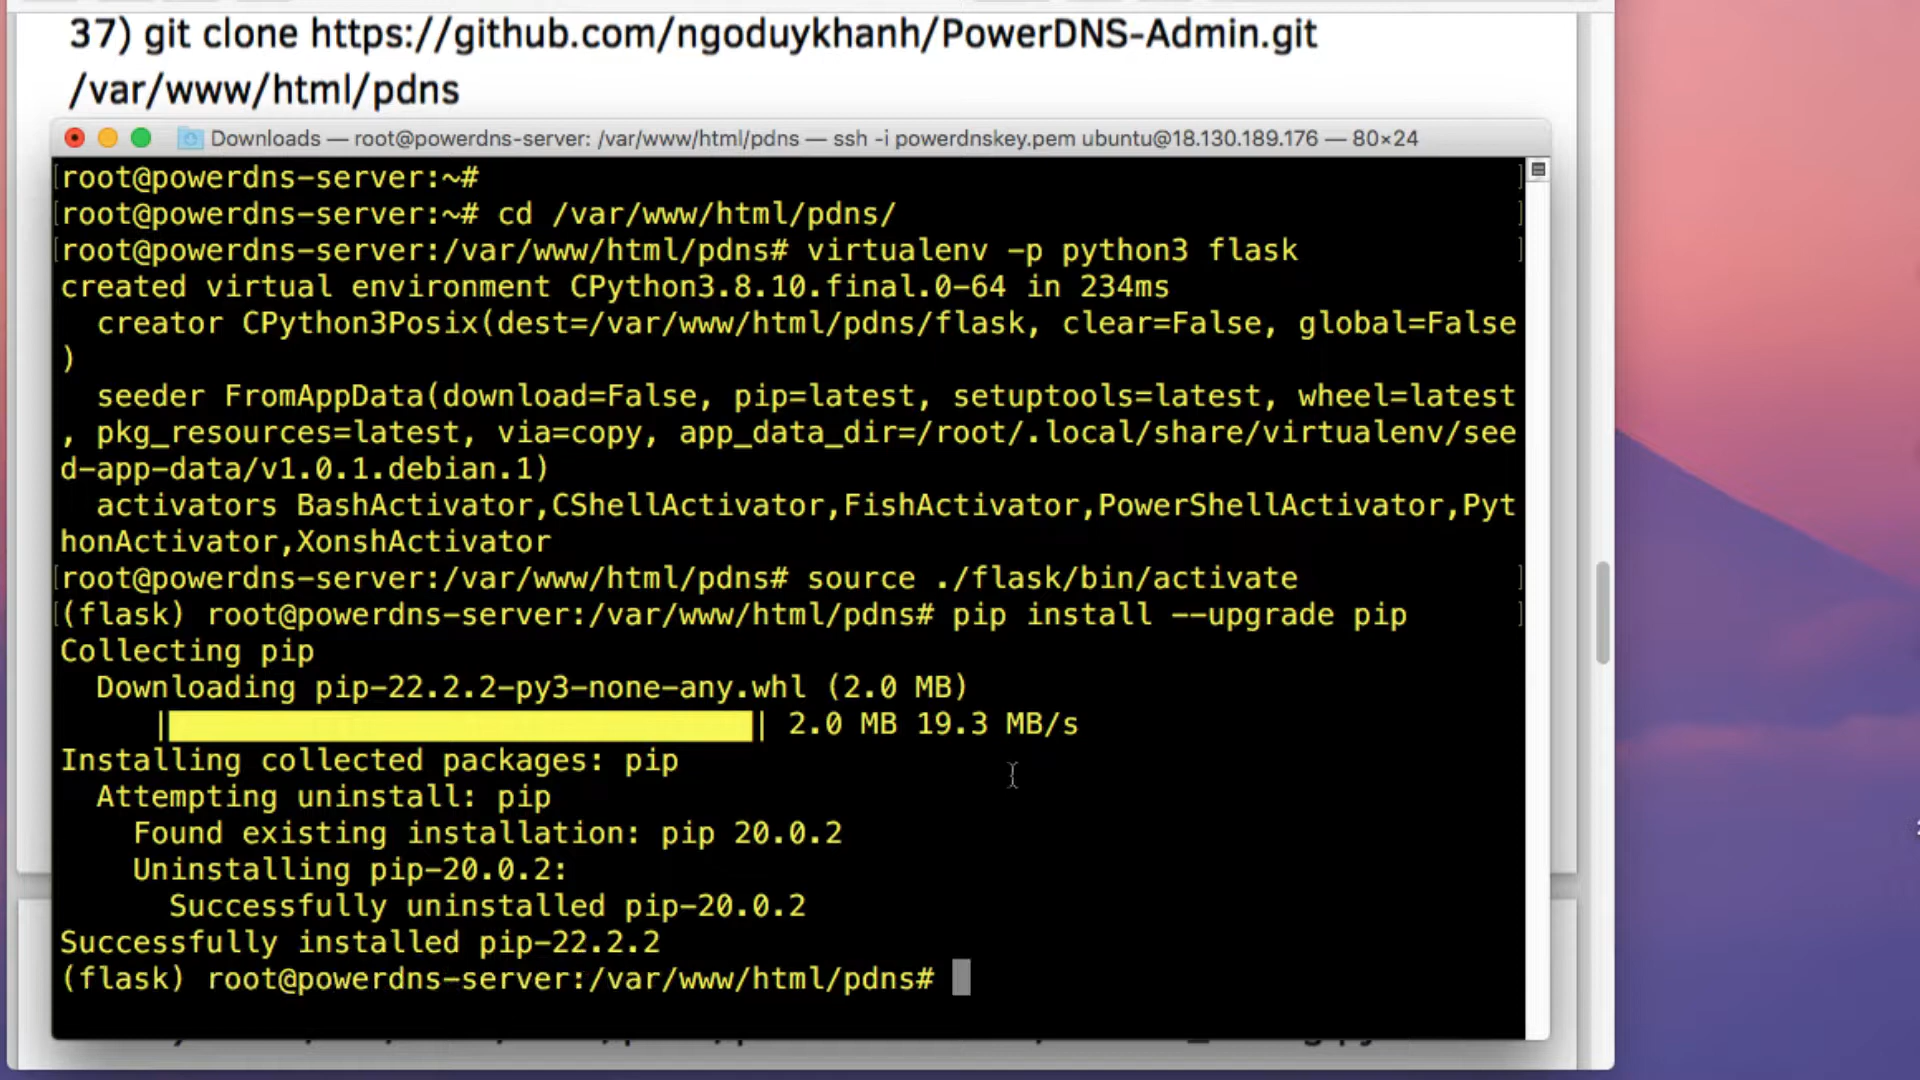 37) git clone https://github.com/ngoduykhanh/PowerDNS-Admin.git
/var/www/html/pdns
Downloads — root@powerdns-server: /var/www/html/pdns — ssh -i powerdnskey.pem ubuntu@18.130.189.176 — 80×24
root@powerdns-server:~#
root@powerdns-server:~# cd /var/www/html/pdns/
root@powerdns-server:/var/www/html/pdns# virtualenv -p python3 flask
created virtual environment CPython3.8.10.final.0-64 in 234ms
  creator CPython3Posix(dest=/var/www/html/pdns/flask, clear=False, global=False
)
  seeder FromAppData(download=False, pip=latest, setuptools=latest, wheel=latest
, pkg_resources=latest, via=copy, app_data_dir=/root/.local/share/virtualenv/see
d-app-data/v1.0.1.debian.1)
  activators BashActivator,CShellActivator,FishActivator,PowerShellActivator,Pyt
honActivator,XonshActivator
root@powerdns-server:/var/www/html/pdns# source ./flask/bin/activate
(flask) root@powerdns-server:/var/www/html/pdns# pip install --upgrade pip
Collecting pip
  Downloading pip-22.2.2-py3-none-any.whl (2.0 MB)
     |████████████████████████████████| 2.0 MB 19.3 MB/s
Installing collected packages: pip
  Attempting uninstall: pip
    Found existing installation: pip 20.0.2
    Uninstalling pip-20.0.2:
      Successfully uninstalled pip-20.0.2
Successfully installed pip-22.2.2
(flask) root@powerdns-server:/var/www/html/pdns#